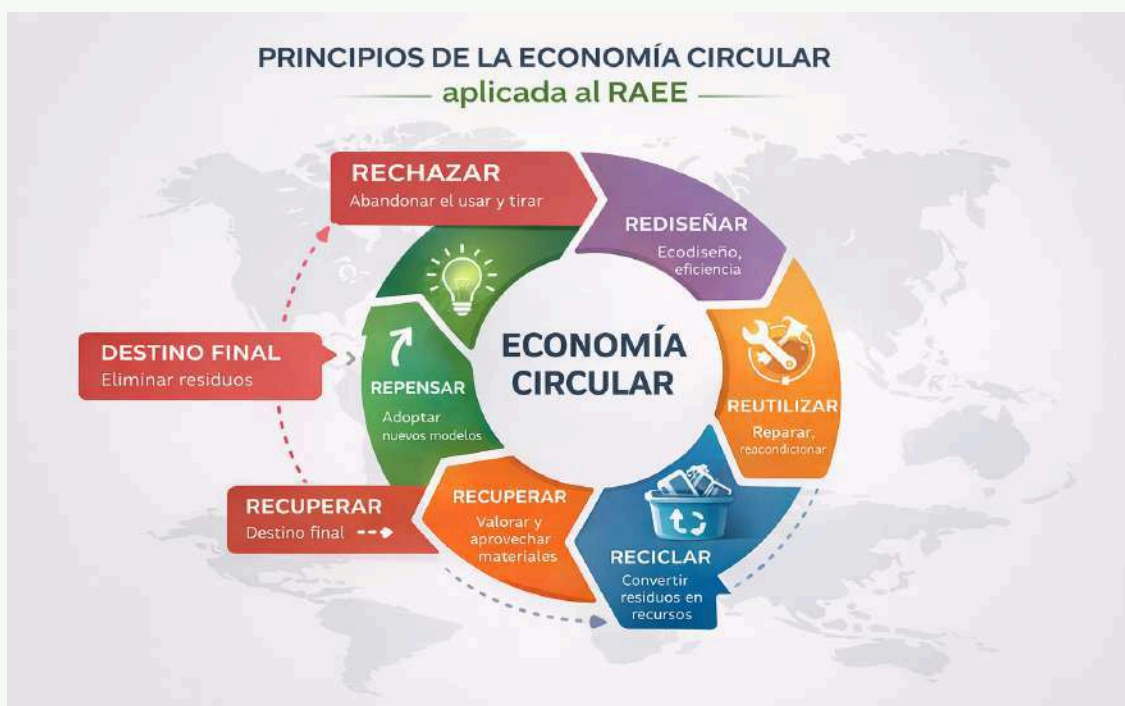 PRINCIPIOS DE LA ECONOMÍA CIRCULAR
aplicada al RAEE
RECHAZAR
Abandonar el usar y tirar
REDISEÑAR
Ecodiseño,
eficiencia
REUTILIZAR
Reparar,
reacondicionar
RECICLAR
Convertir
residuos en
recursos
RECUPERAR
Valorar y
aprovechar
materiales
REPENSAR
Adoptar
nuevos modelos
ECONOMÍA
CIRCULAR
DESTINO FINAL
Eliminar residuos
RECUPERAR
Destino final